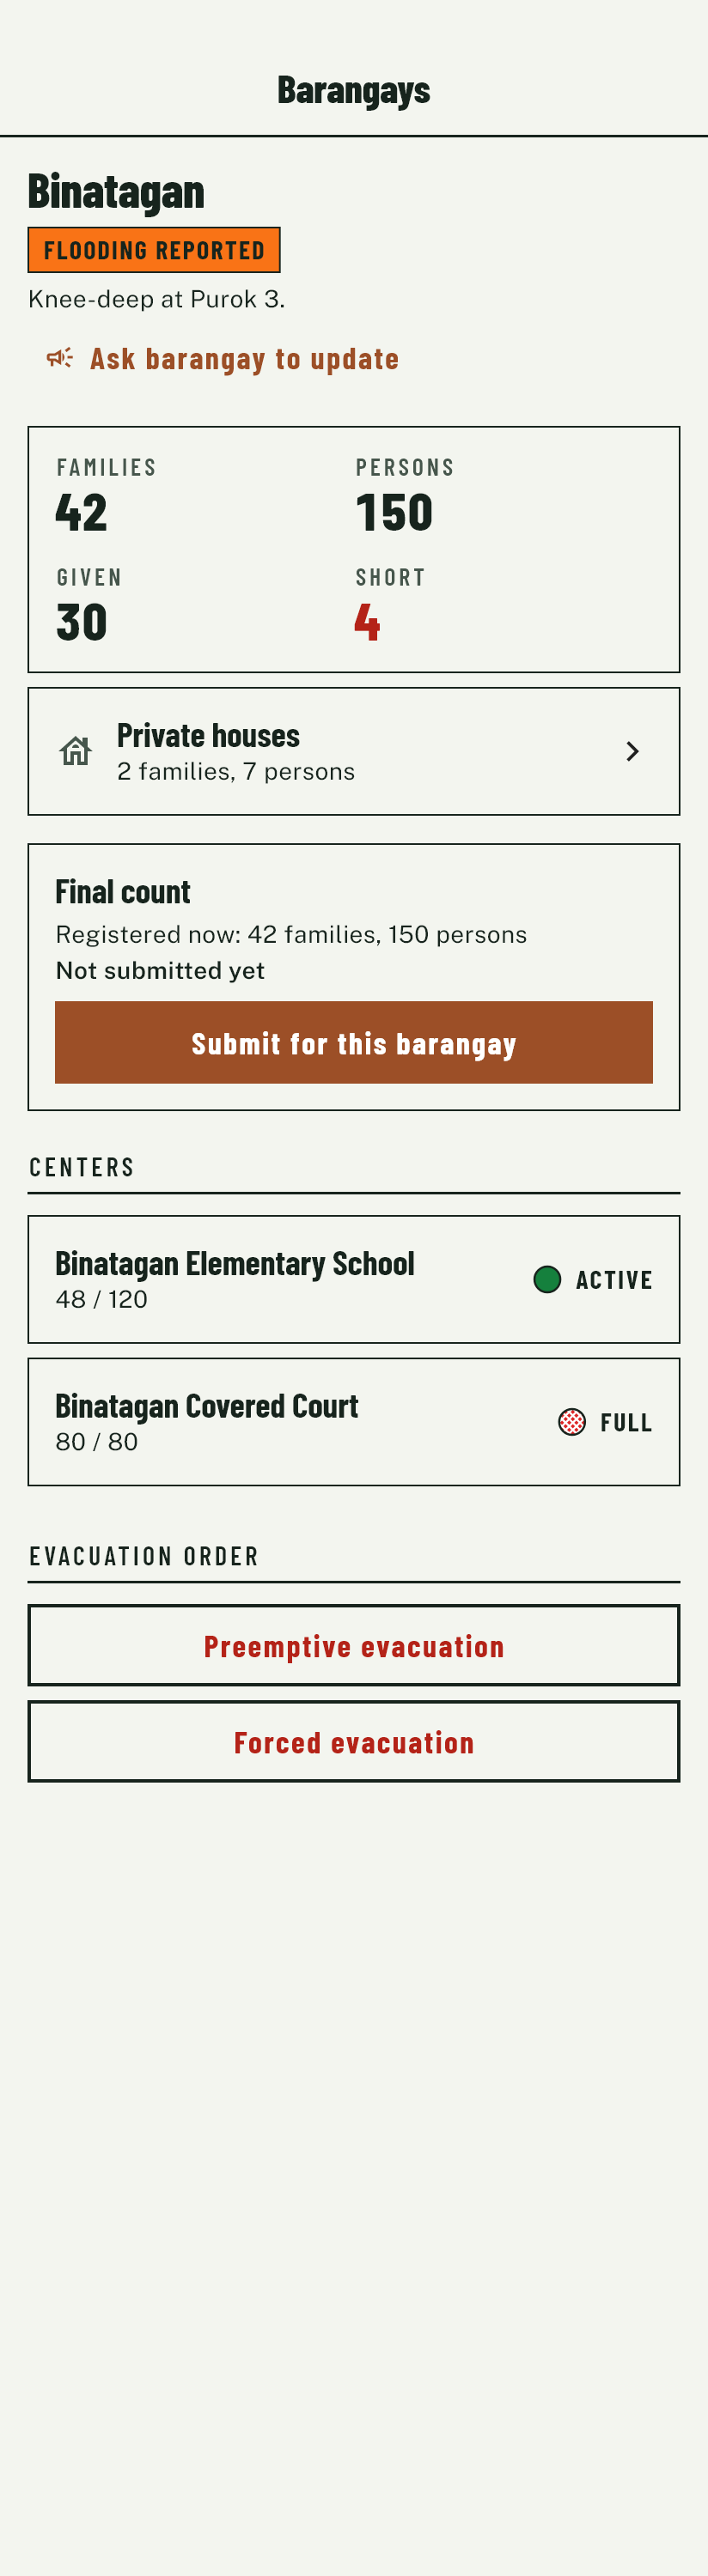 Barangays
Binatagan
FLOODING REPORTED
Knee-deep at Purok 3.
Ask barangay to update
FAMILIES
42
PERSONS
150
GIVEN
30
SHORT
4
Private houses
2 families, 7 persons
Final count
Registered now: 42 families, 150 persons
Not submitted yet
Submit for this barangay
CENTERS
Binatagan Elementary School
48 / 120
ACTIVE
Binatagan Covered Court
80 / 80
FULL
EVACUATION ORDER
Preemptive evacuation
Forced evacuation